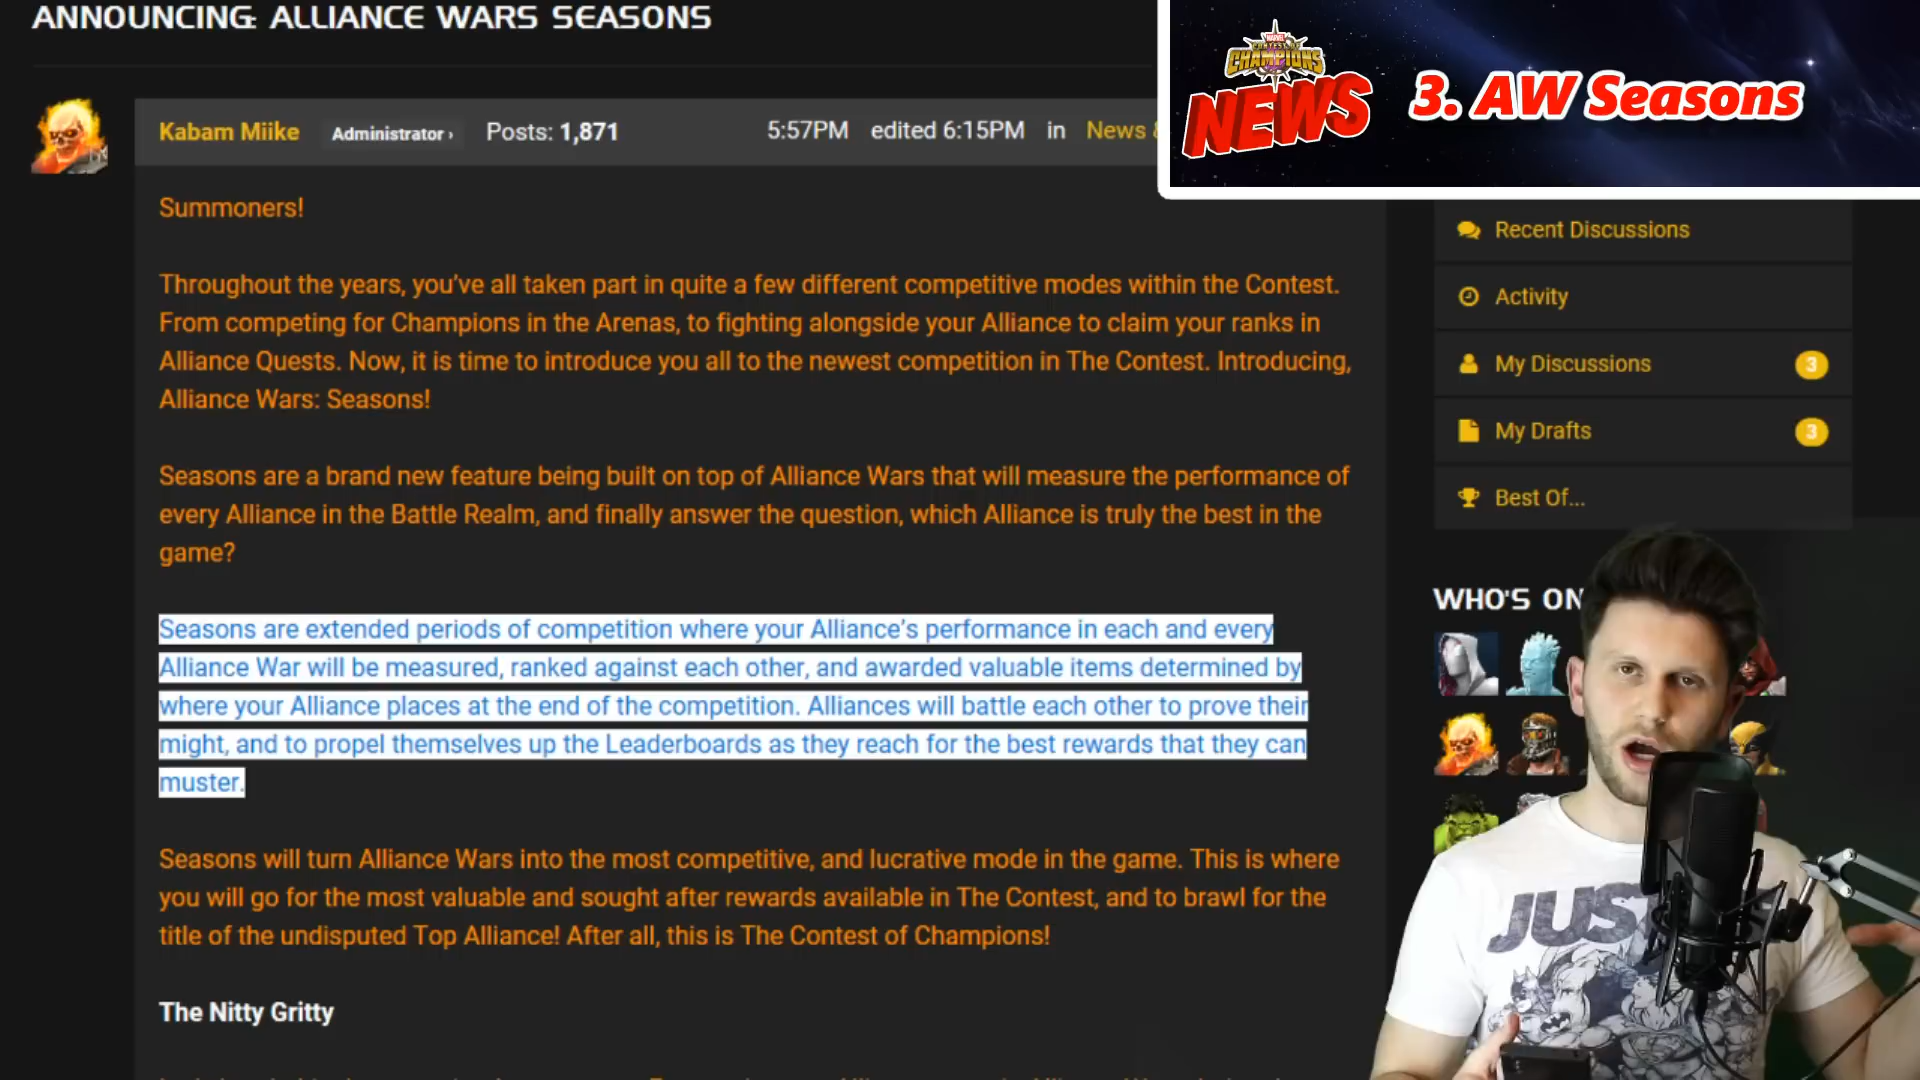 ANNOUNCING: ALLIANCE WARS SEASONS
MARVEL
CONTEST OF
CHAMPIONS
NEWS
3. AW Seasons
Kabam Miike Administrator › Posts: 1,871 5:57PM edited 6:15PM in News
Summoners!
Throughout the years, you've all taken part in quite a few different competitive modes within the Contest.
From competing for Champions in the Arenas, to fighting alongside your Alliance to claim your ranks in
Alliance Quests. Now, it is time to introduce you all to the newest competition in The Contest. Introducing,
Alliance Wars: Seasons!
Seasons are a brand new feature being built on top of Alliance Wars that will measure the performance of
every Alliance in the Battle Realm, and finally answer the question, which Alliance is truly the best in the
game?
Seasons are extended periods of competition where your Alliance's performance in each and every
Alliance War will be measured, ranked against each other, and awarded valuable items determined by
where your Alliance places at the end of the competition. Alliances will battle each other to prove their
might, and to propel themselves up the Leaderboards as they reach for the best rewards that they can
muster.
Seasons will turn Alliance Wars into the most competitive, and lucrative mode in the game. This is where
you will go for the most valuable and sought after rewards available in The Contest, and to brawl for the
title of the undisputed Top Alliance! After all, this is The Contest of Champions!
The Nitty Gritty
Recent Discussions
Activity
My Discussions 3
My Drafts 3
Best Of...
WHO'S ON
JUS